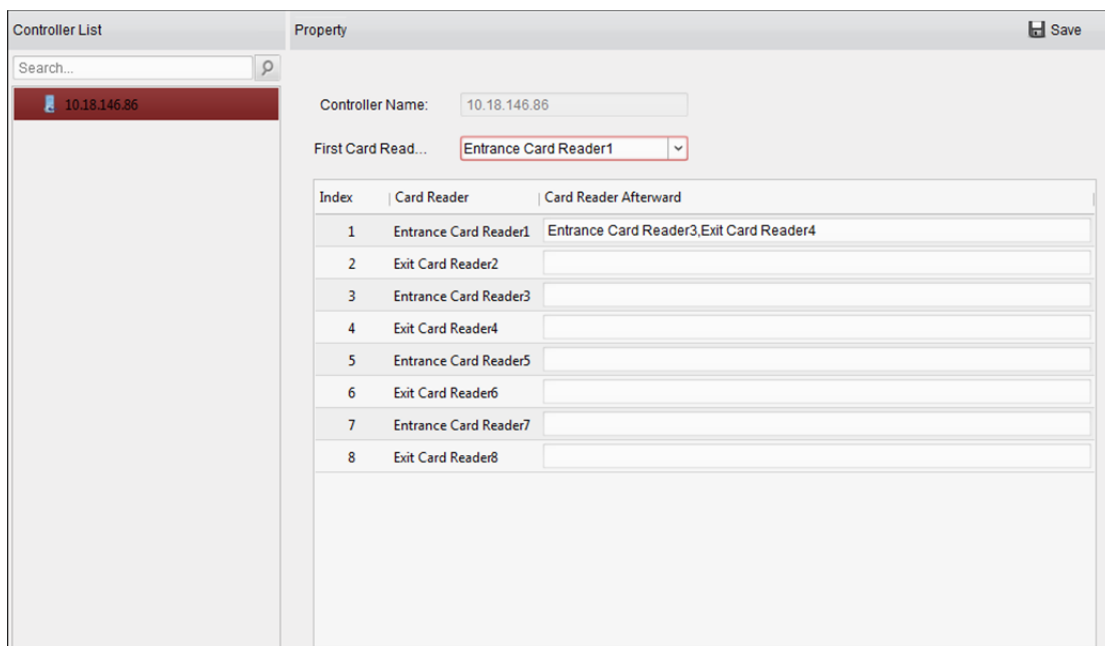 Controller List
Property
Save
Search...
10.18.146.86
Controller Name: 10.18.146.86
First Card Read... Entrance Card Reader1
Index Card Reader Card Reader Afterward
1 Entrance Card Reader1 Entrance Card Reader3,Exit Card Reader4
2 Exit Card Reader2
3 Entrance Card Reader3
4 Exit Card Reader4
5 Entrance Card Reader5
6 Exit Card Reader6
7 Entrance Card Reader7
8 Exit Card Reader8